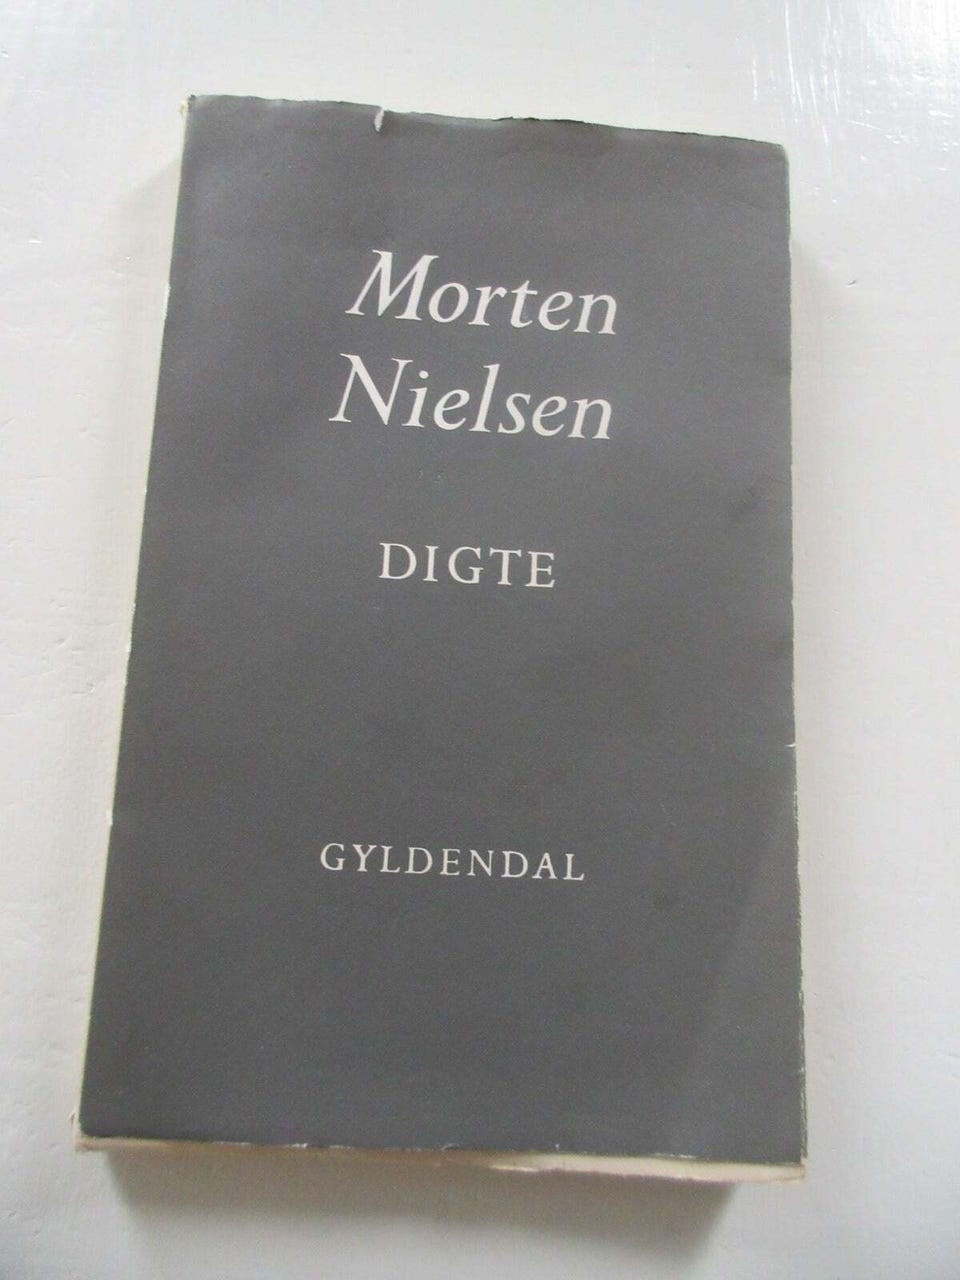 Morten
Nielsen
DIGTE
GYLDENDAL